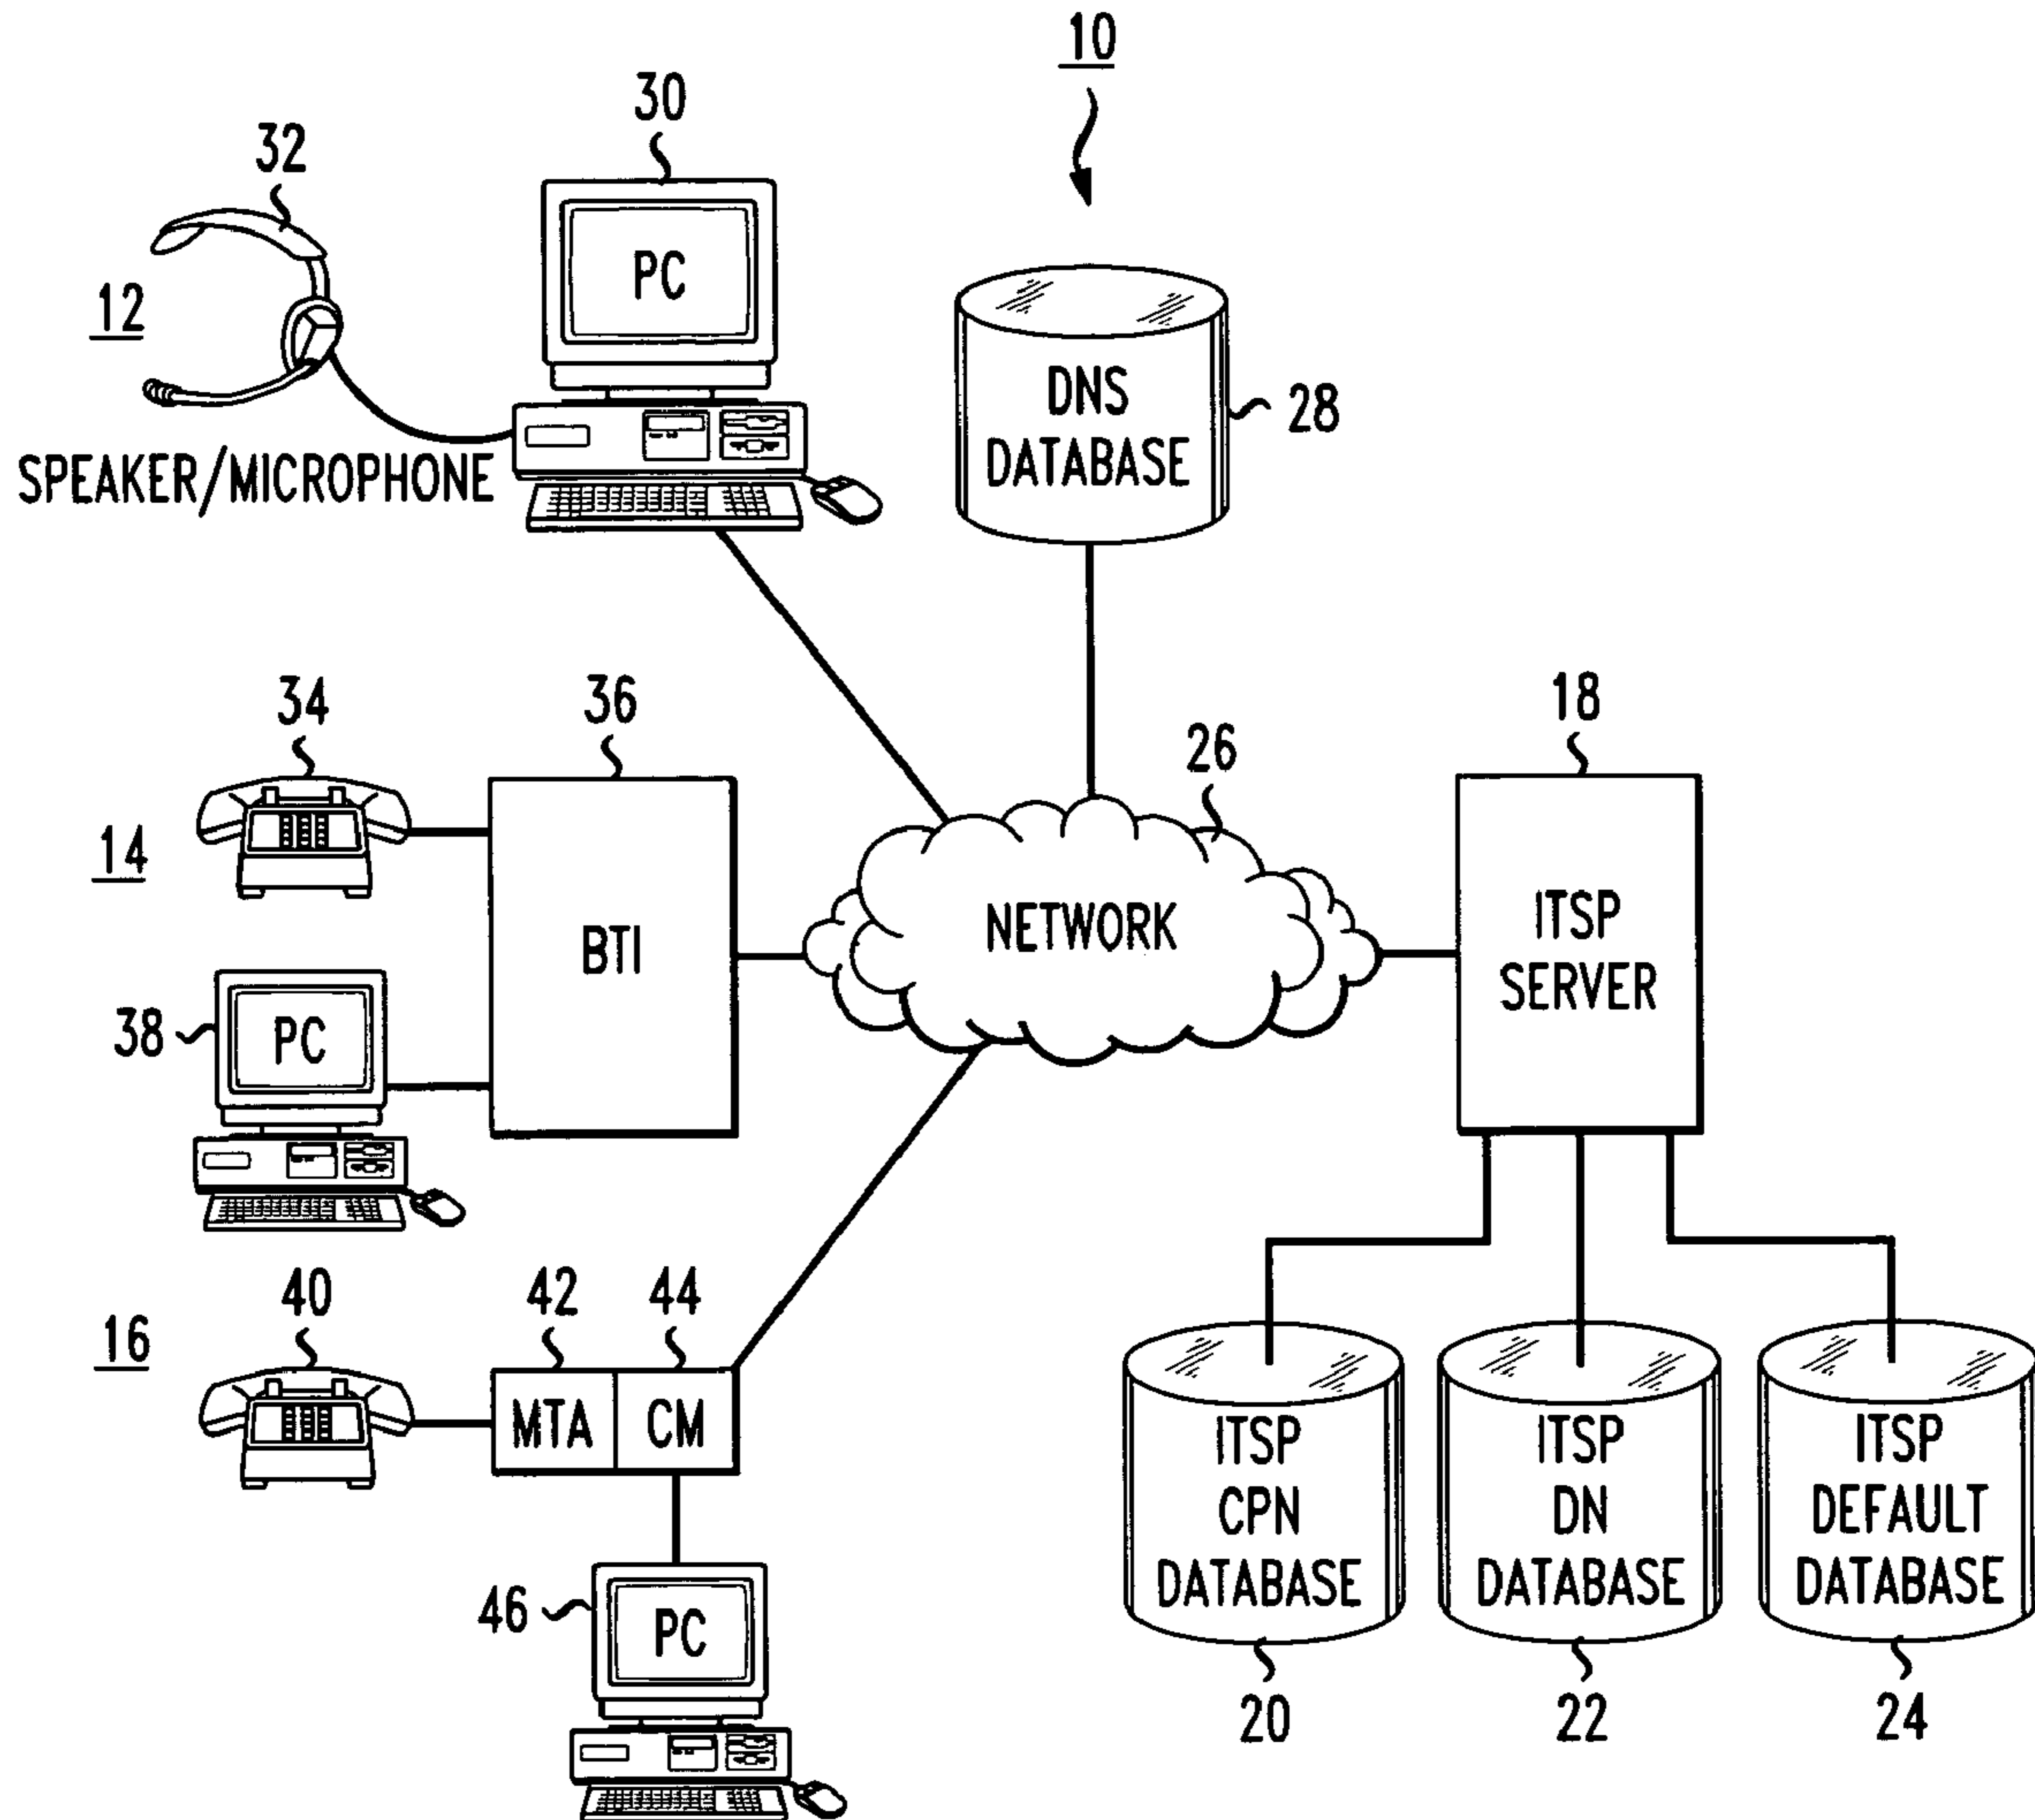 10
30
32
PC
12
DNS
DATABASE
28
SPEAKER/MICROPHONE
34
36
18
26
14
BTI
NETWORK
ITSP
SERVER
38
PC
40
42
44
16
MTA
CM
ITSP
CPN
DATABASE
ITSP
DN
DATABASE
ITSP
DEFAULT
DATABASE
46
PC
20
22
24